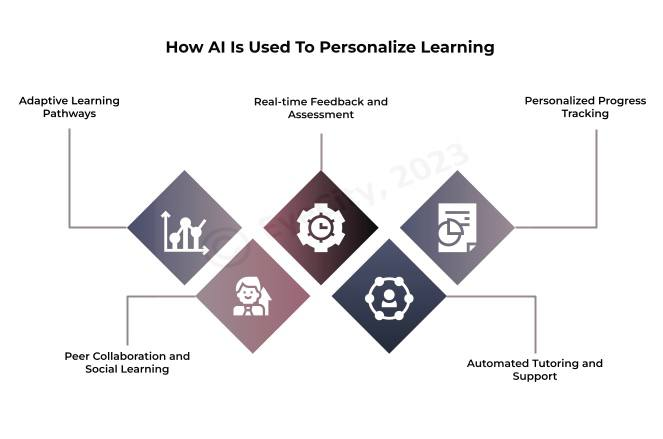 How AI Is Used To Personalize Learning
Adaptive Learning
Pathways
Real-time Feedback and
Assessment
Personalized Progress
Tracking
Peer Collaboration and
Social Learning
Automated Tutoring and
Support
2023